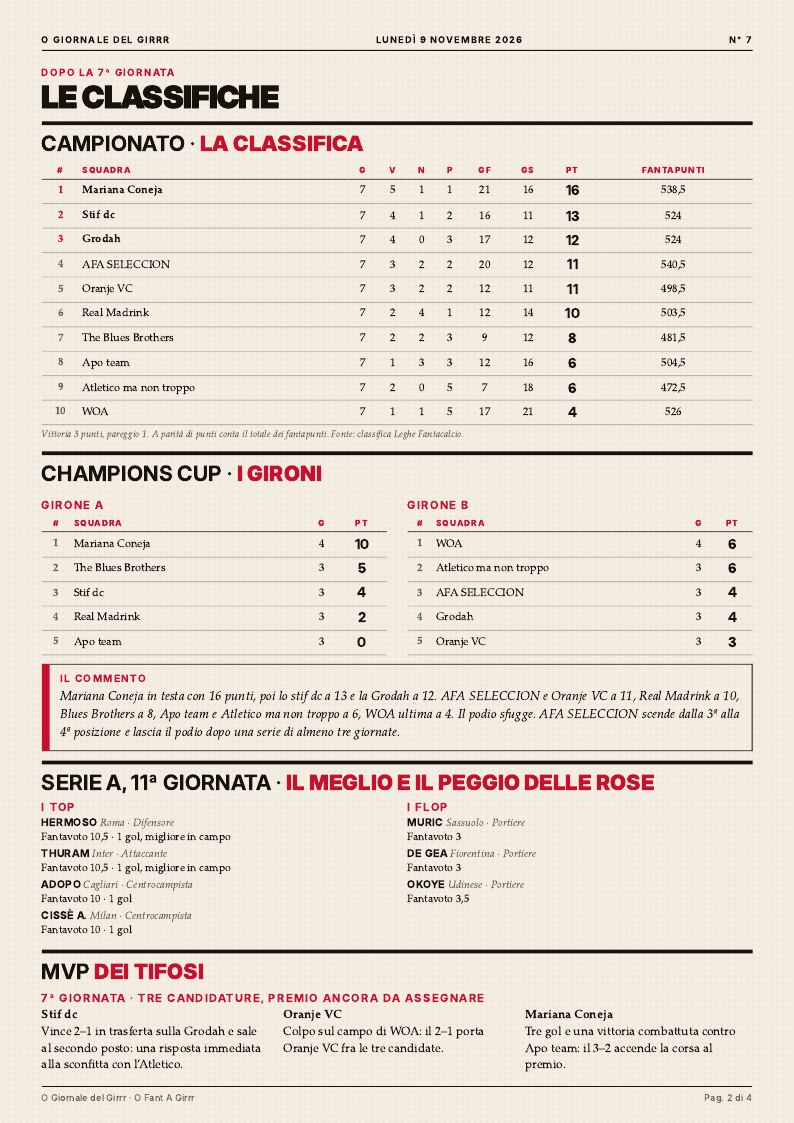 O GIORNALE DEL GIRRR LUNEDÌ 9 NOVEMBRE 2026 N° 7
DOPO LA 7ª GIORNATA
LE CLASSIFICHE
CAMPIONATO · LA CLASSIFICA
# SQUADRA G V N P GF GS PT FANTAPUNTI
1 Mariana Coneja 7 5 1 1 21 16 16 538,5
2 Stif dc 7 4 1 2 16 11 13 524
3 Grodah 7 4 0 3 17 12 12 524
4 AFA SELECCION 7 3 2 2 20 12 11 540,5
5 Oranje VC 7 3 2 2 12 11 11 498,5
6 Real Madrink 7 2 4 1 12 14 10 503,5
7 The Blues Brothers 7 2 2 3 9 12 8 481,5
8 Apo team 7 1 3 3 12 16 6 504,5
9 Atletico ma non troppo 7 2 0 5 7 18 6 472,5
10 WOA 7 1 1 5 17 21 4 526
Vittoria 3 punti, pareggio 1. A parità di punti conta il totale dei fantapunti. Fonte: classifica Leghe Fantacalcio.
CHAMPIONS CUP · I GIRONI
GIRONE A
# SQUADRA G PT
1 Mariana Coneja 4 10
2 The Blues Brothers 3 5
3 Stif dc 3 4
4 Real Madrink 3 2
5 Apo team 3 0
GIRONE B
# SQUADRA G PT
1 WOA 4 6
2 Atletico ma non troppo 3 6
3 AFA SELECCION 3 4
4 Grodah 3 4
5 Oranje VC 3 3
IL COMMENTO
Mariana Coneja in testa con 16 punti, poi lo stif dc a 13 e la Grodah a 12. AFA SELECCION e Oranje VC a 11, Real Madrink a 10,
Blues Brothers a 8, Apo team e Atletico ma non troppo a 6, WOA ultima a 4. Il podio sfugge. AFA SELECCION scende dalla 3ª alla
4ª posizione e lascia il podio dopo una serie di almeno tre giornate.
SERIE A, 11ª GIORNATA · IL MEGLIO E IL PEGGIO DELLE ROSE
I TOP
HERMOSO Roma · Difensore
Fantavoto 10,5 · 1 gol, migliore in campo
THURAM Inter · Attaccante
Fantavoto 10,5 · 1 gol, migliore in campo
ADOPO Cagliari · Centrocampista
Fantavoto 10 · 1 gol
CISSÈ A. Milan · Centrocampista
Fantavoto 10 · 1 gol
I FLOP
MURIC Sassuolo · Portiere
Fantavoto 3
DE GEA Fiorentina · Portiere
Fantavoto 3
OKOYE Udinese · Portiere
Fantavoto 3,5
MVP DEI TIFOSI
7ª GIORNATA · TRE CANDIDATURE, PREMIO ANCORA DA ASSEGNARE
Stif dc
Vince 2–1 in trasferta sulla Grodah e sale
al secondo posto: una risposta immediata
alla sconfitta con l'Atletico.
Oranje VC
Colpo sul campo di WOA: il 2–1 porta
Oranje VC fra le tre candidate.
Mariana Coneja
Tre gol e una vittoria combattuta contro
Apo team: il 3–2 accende la corsa al
premio.
O Giornale del Girrr · O Fant A Girrr Pag. 2 di 4